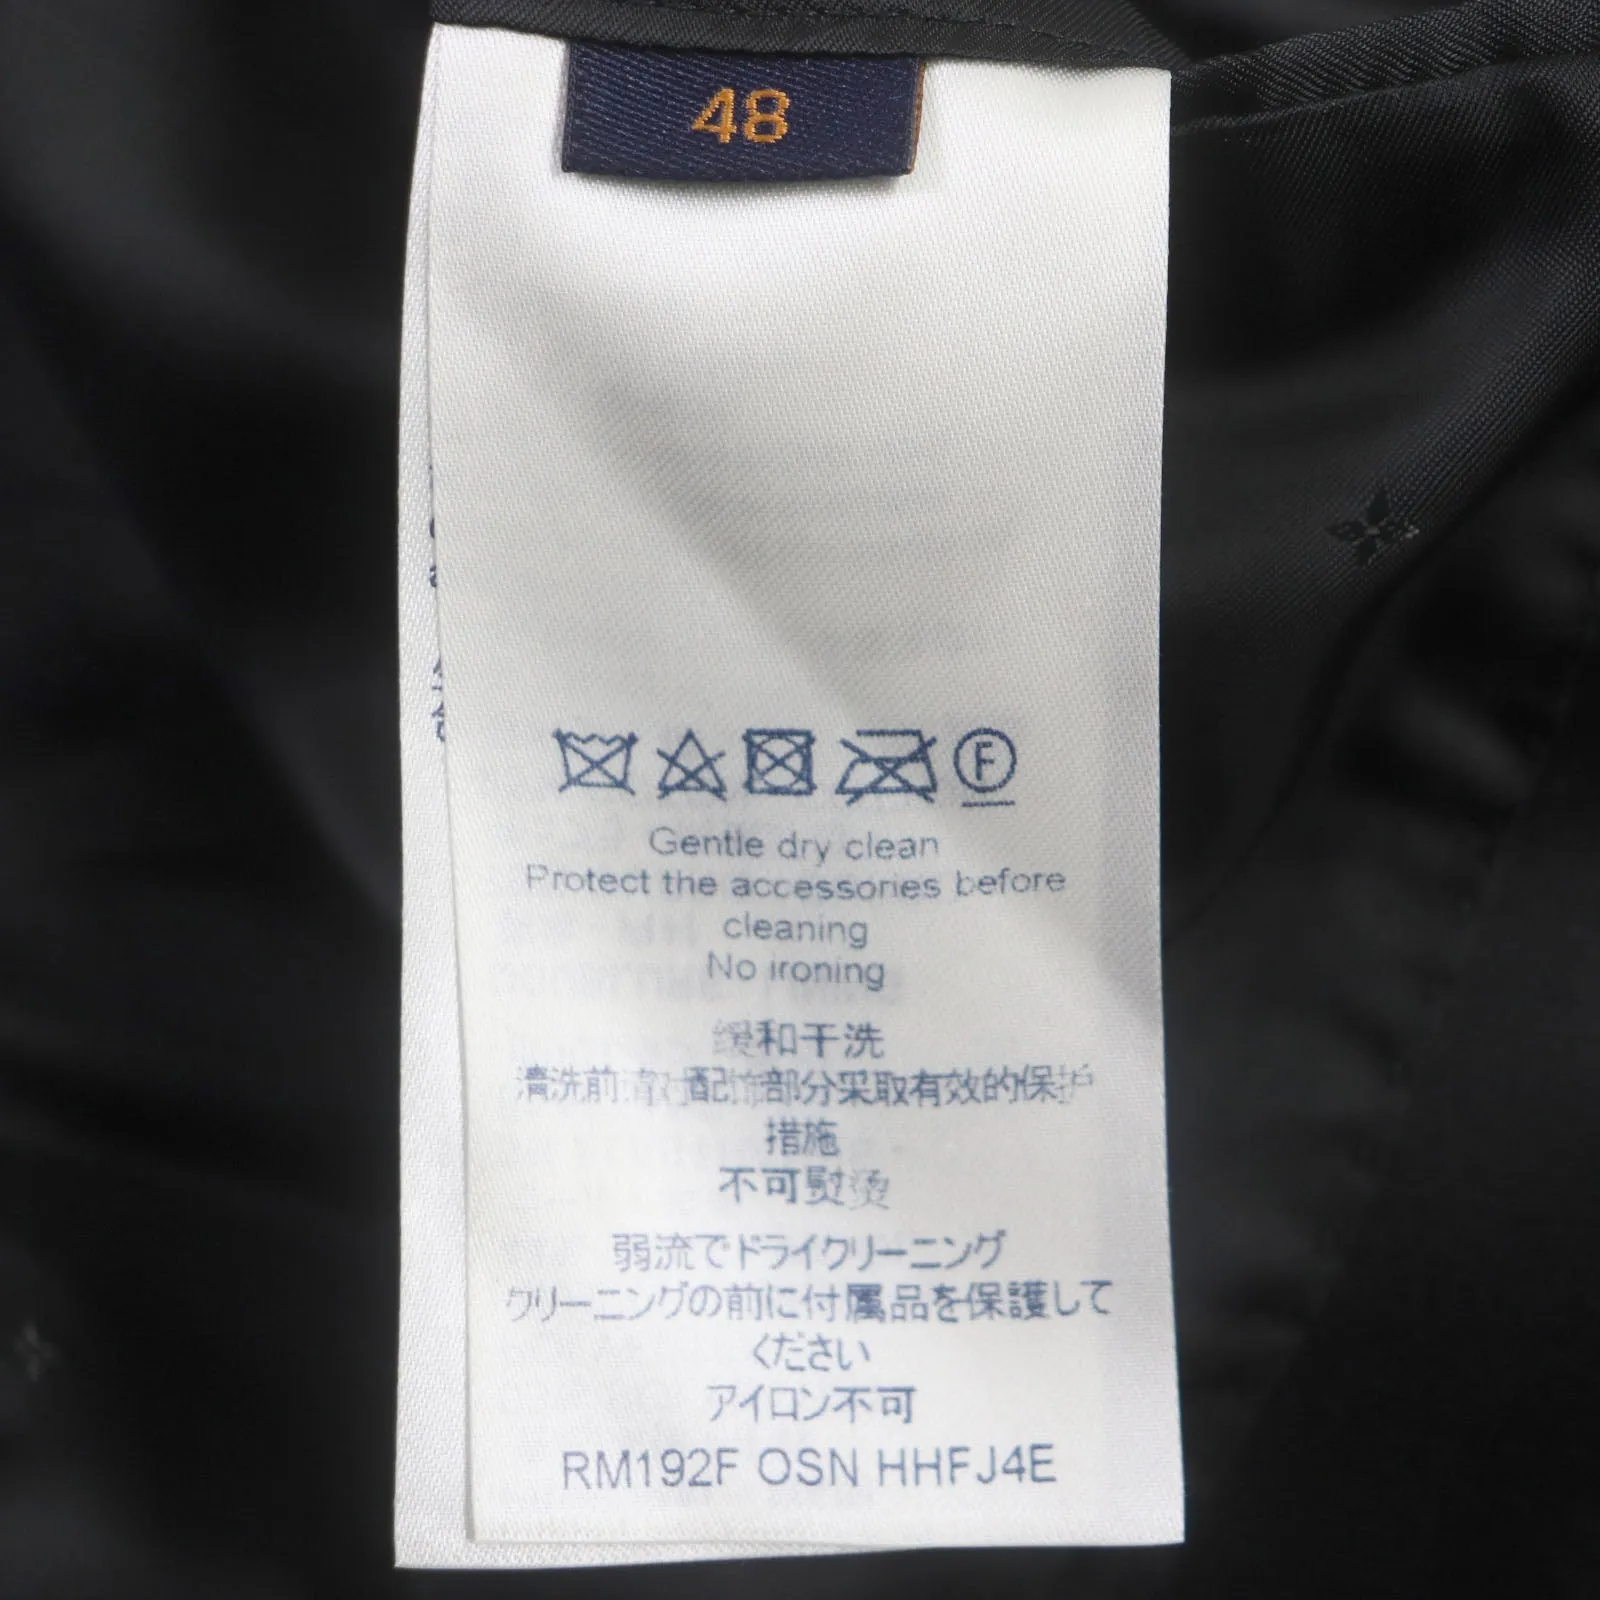 48
F
Gentle dry clean
Protect the accessories before
cleaning
No ironing
缓和干洗
清洗前请对配饰部分采取有效的保护
措施
不可熨烫
弱流でドライクリーニング
クリーニングの前に付属品を保護して
ください
アイロン不可
RM192F OSN HHFJ4E